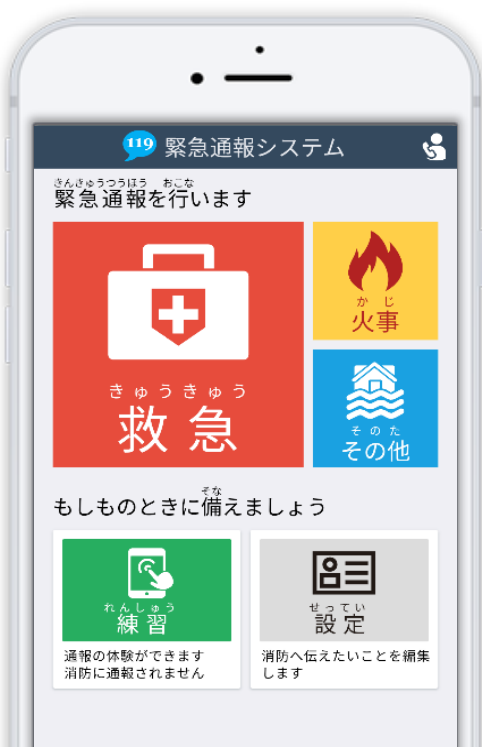 119 緊急通報システム
きんきゅうつうほう おこな
緊急通報を行います
きゅうきゅう
救急
かじ
火事
そのた
その他
そな
もしものときに備えましょう
れんしゅう
練習
通報の体験ができます
消防に通報されません
せってい
設定
消防へ伝えたいことを編集
します